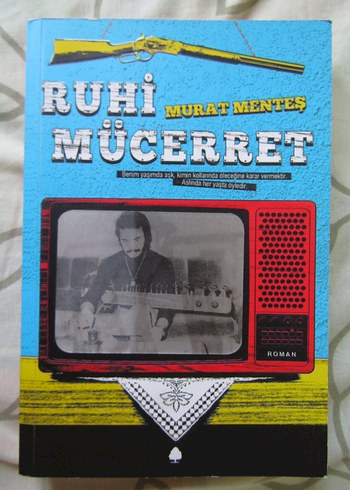 RUHİ
MURAT MENTEŞ
MÜCERRET
Benim yaşımda aşk, kimin kollarında öleceğine karar vermektir.
Aslında her yaşta öyledir.
ROMAN